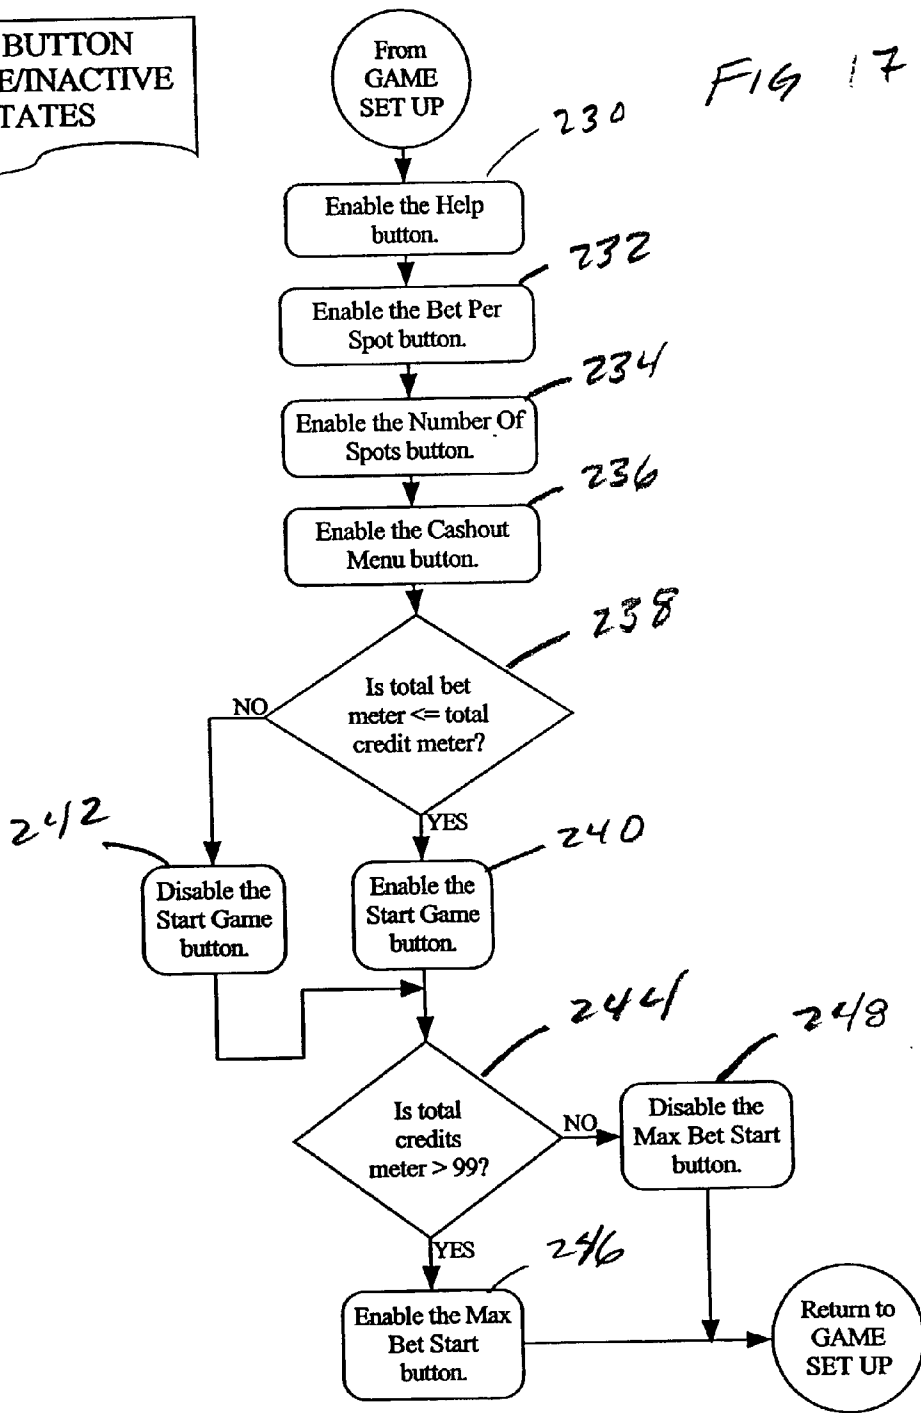 BUTTON
E/INACTIVE
TATES
From
GAME
SET UP
FIG 17
230
Enable the Help
button.
232
Enable the Bet Per
Spot button.
234
Enable the Number Of
Spots button.
236
Enable the Cashout
Menu button.
238
Is total bet
meter <= total
credit meter?
NO
YES
242
240
Disable the
Start Game
button.
Enable the
Start Game
button.
244
248
Is total
credits
meter > 99?
NO
Disable the
Max Bet Start
button.
YES
246
Enable the Max
Bet Start
button.
Return to
GAME
SET UP